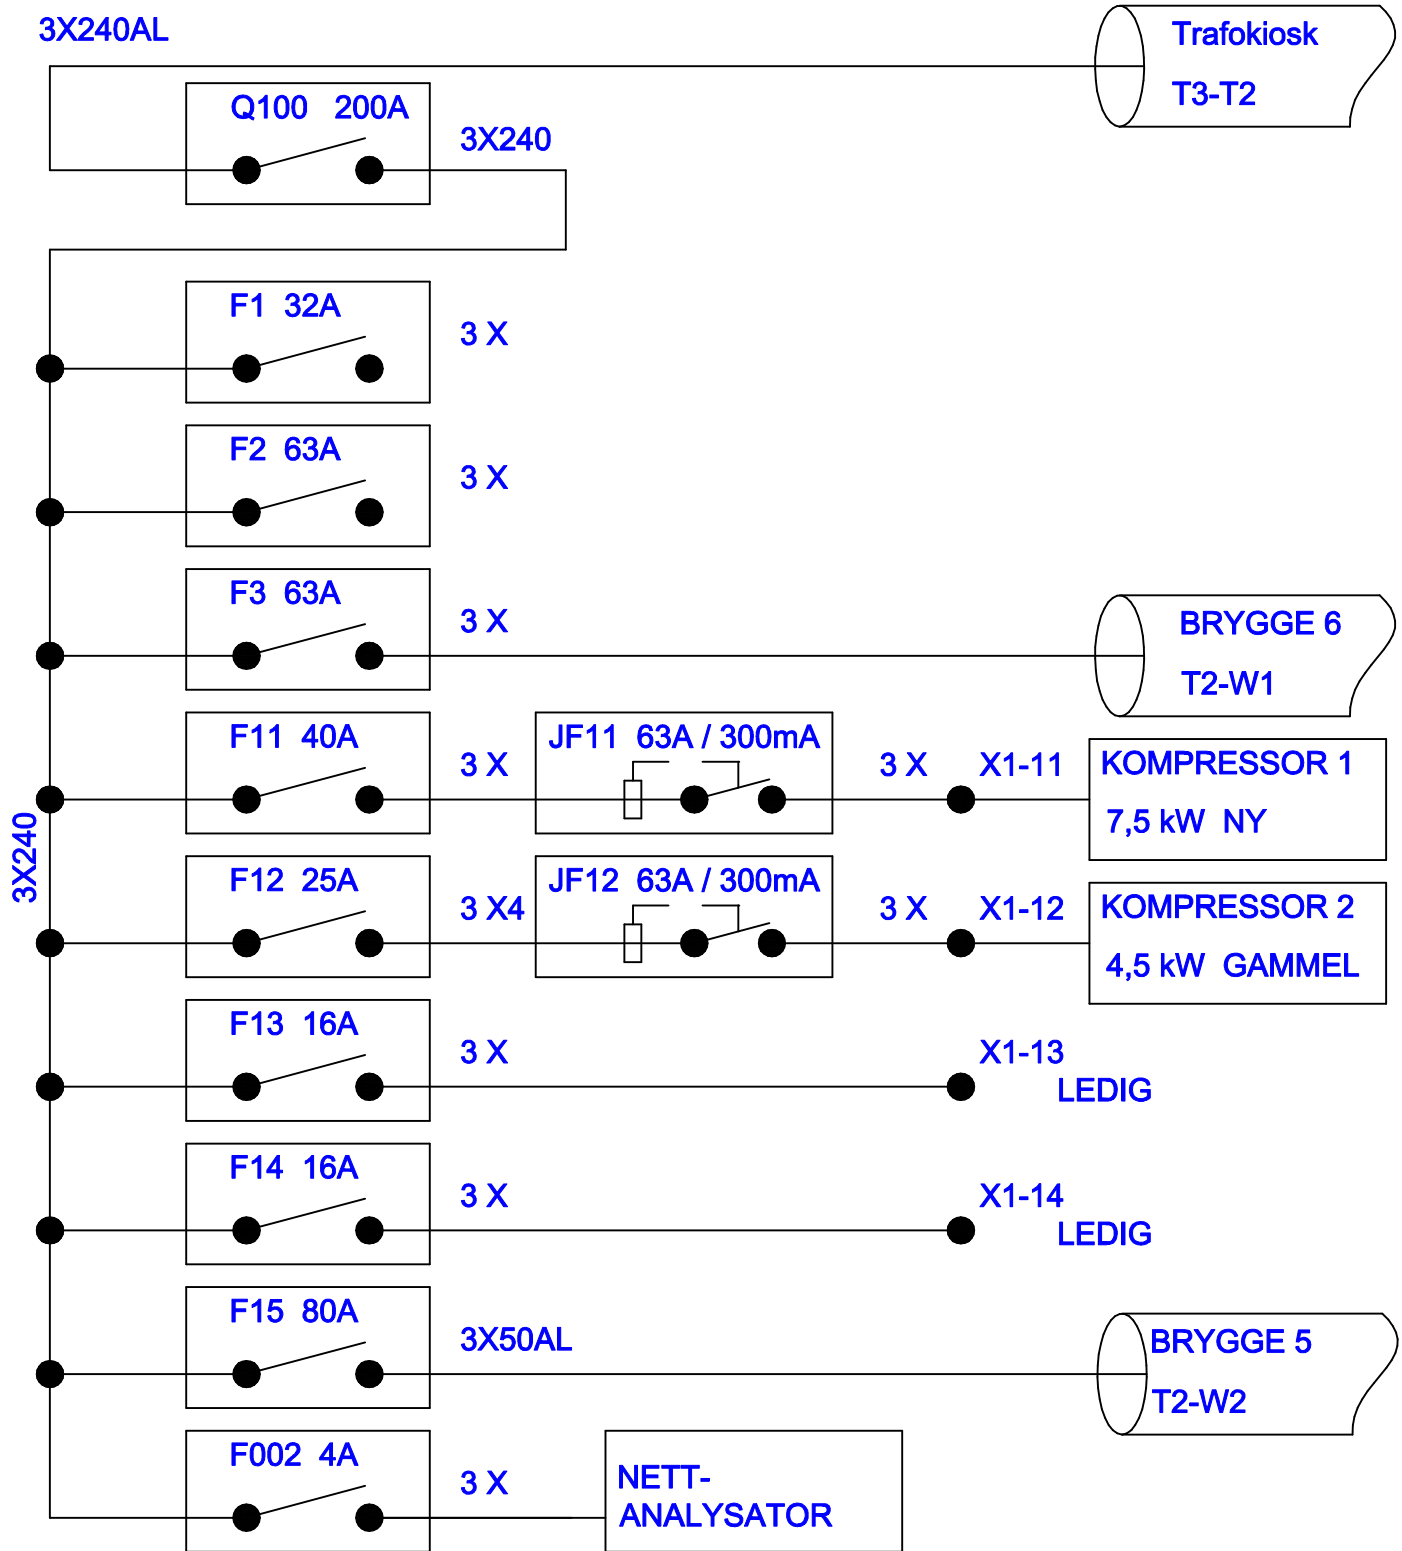 3X240AL
Trafokiosk
T3-T2
Q100 200A
3X240
F1 32A
3 X
F2 63A
3 X
F3 63A
3 X
BRYGGE 6
T2-W1
F11 40A
3 X
JF11 63A / 300mA
3 X
X1-11
KOMPRESSOR 1
7,5 kW NY
3X240
F12 25A
3 X4
JF12 63A / 300mA
3 X
X1-12
KOMPRESSOR 2
4,5 kW GAMMEL
F13 16A
3 X
X1-13
LEDIG
F14 16A
3 X
X1-14
LEDIG
F15 80A
3X50AL
BRYGGE 5
T2-W2
F002 4A
3 X
NETT-
ANALYSATOR